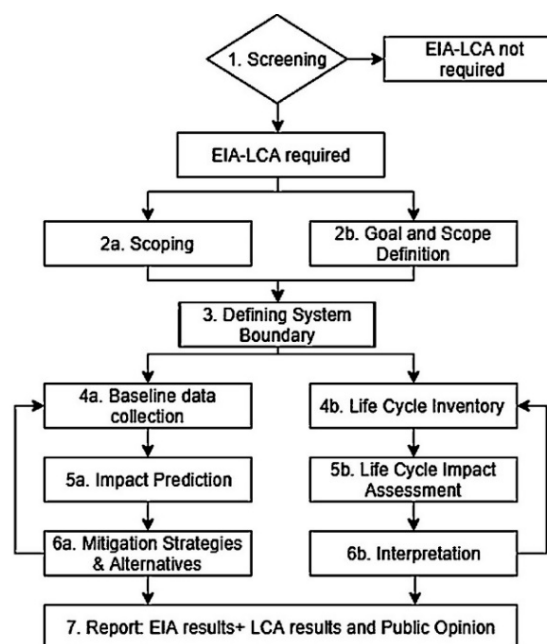 1. Screening
EIA-LCA not
required
EIA-LCA required
2a. Scoping
2b. Goal and Scope
Definition
3. Defining System
Boundary
4a. Baseline data
collection
4b. Life Cycle Inventory
5a. Impact Prediction
5b. Life Cycle Impact
Assessment
6a. Mitigation Strategies
& Alternatives
6b. Interpretation
7. Report: EIA results+ LCA results and Public Opinion